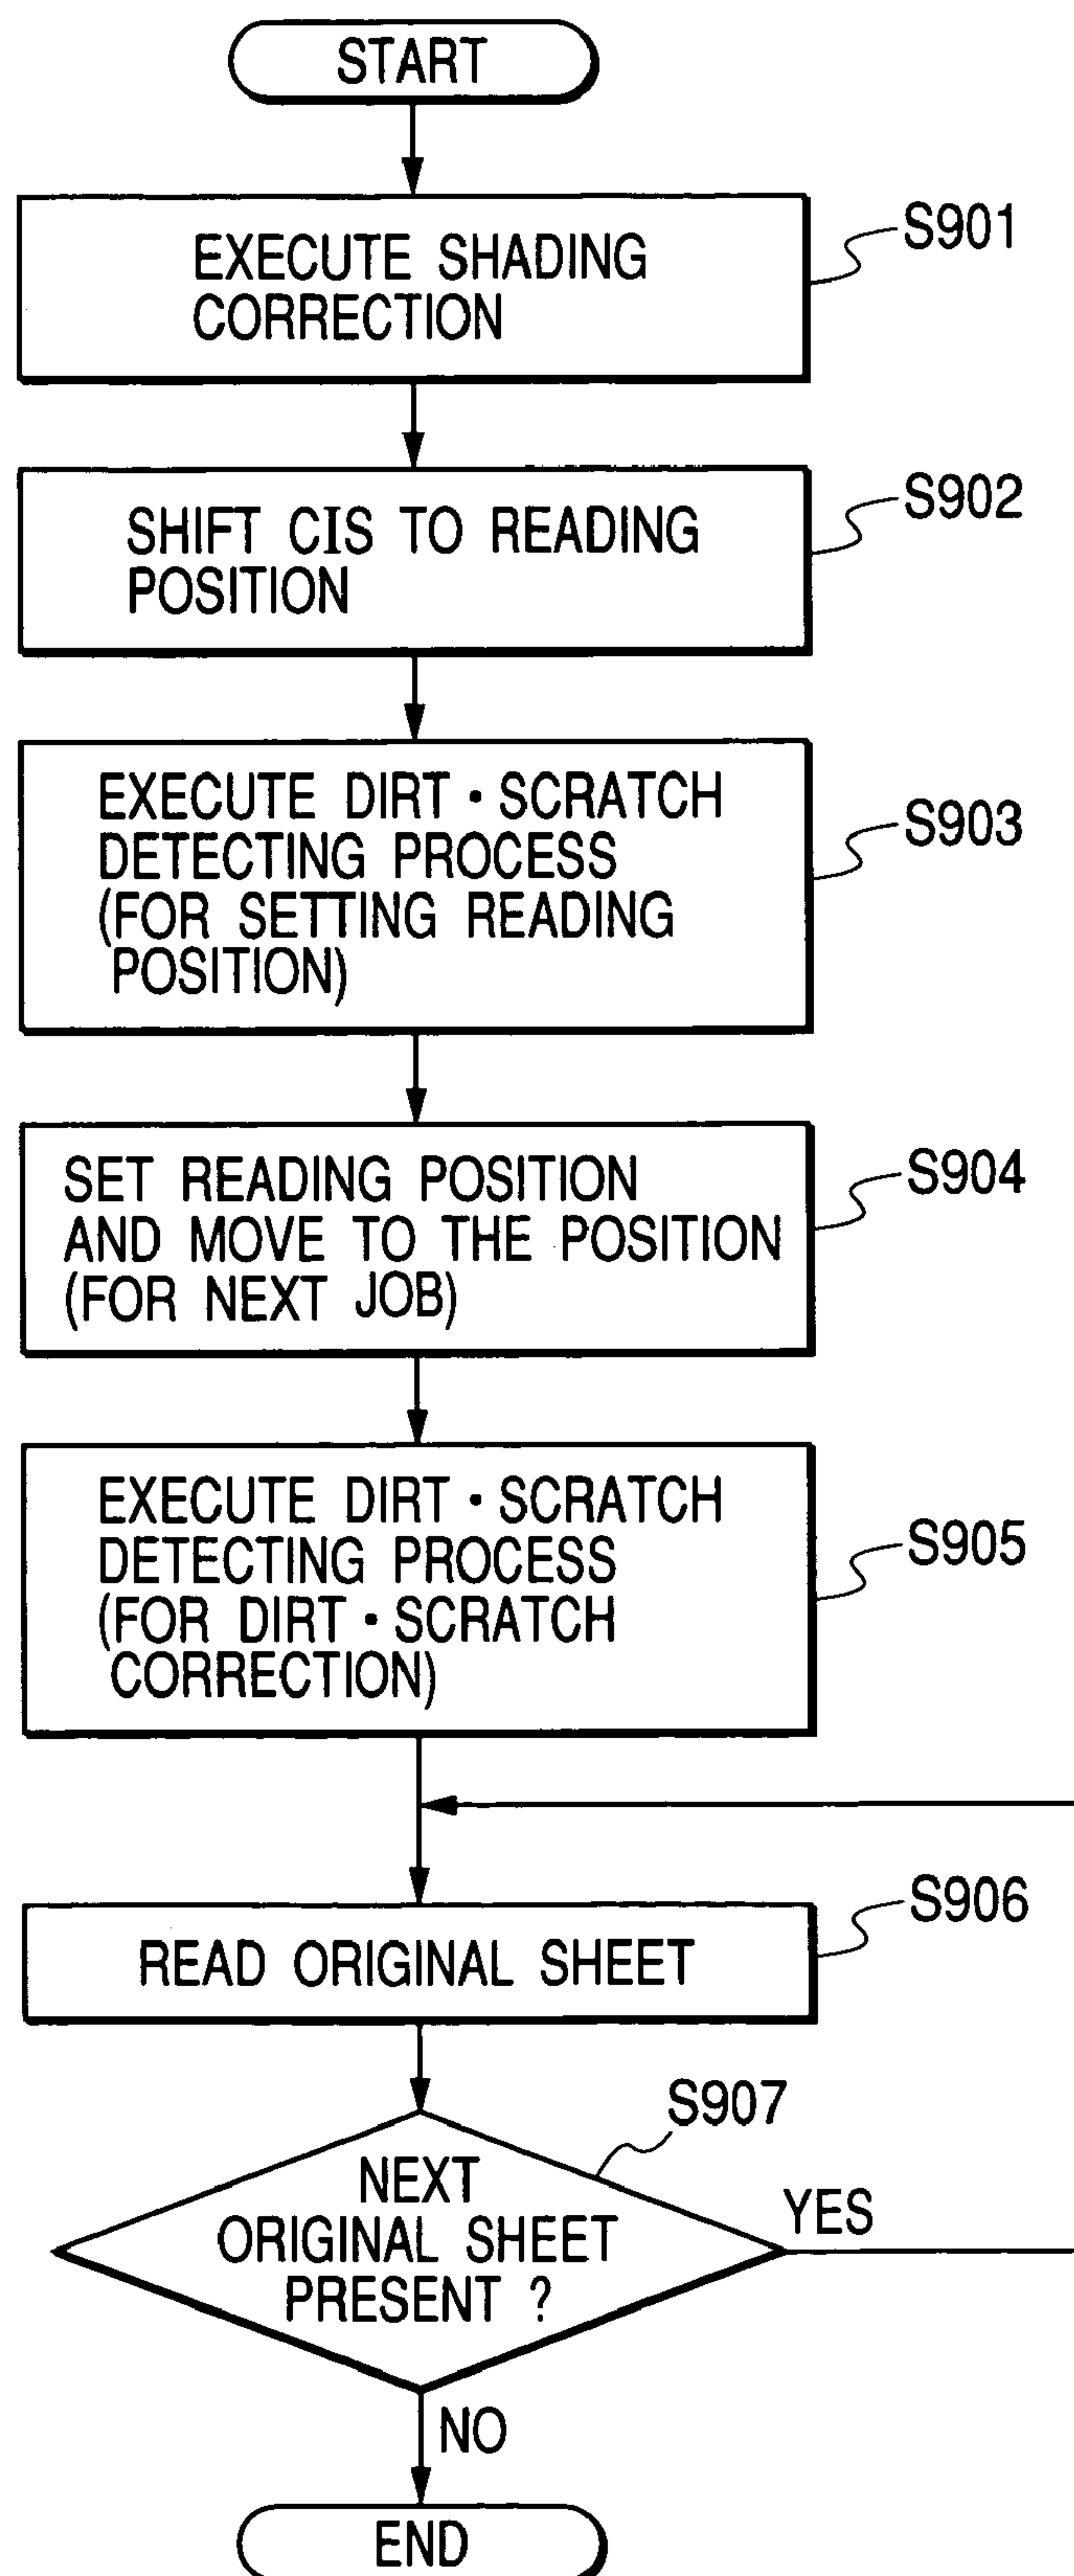 START
EXECUTE SHADING
CORRECTION
S901
SHIFT CIS TO READING
POSITION
S902
EXECUTE DIRT・SCRATCH
DETECTING PROCESS
(FOR SETTING READING
POSITION)
S903
SET READING POSITION
AND MOVE TO THE POSITION
(FOR NEXT JOB)
S904
EXECUTE DIRT・SCRATCH
DETECTING PROCESS
(FOR DIRT・SCRATCH
CORRECTION)
S905
READ ORIGINAL SHEET
S906
NEXT
ORIGINAL SHEET
PRESENT ?
S907
YES
NO
END